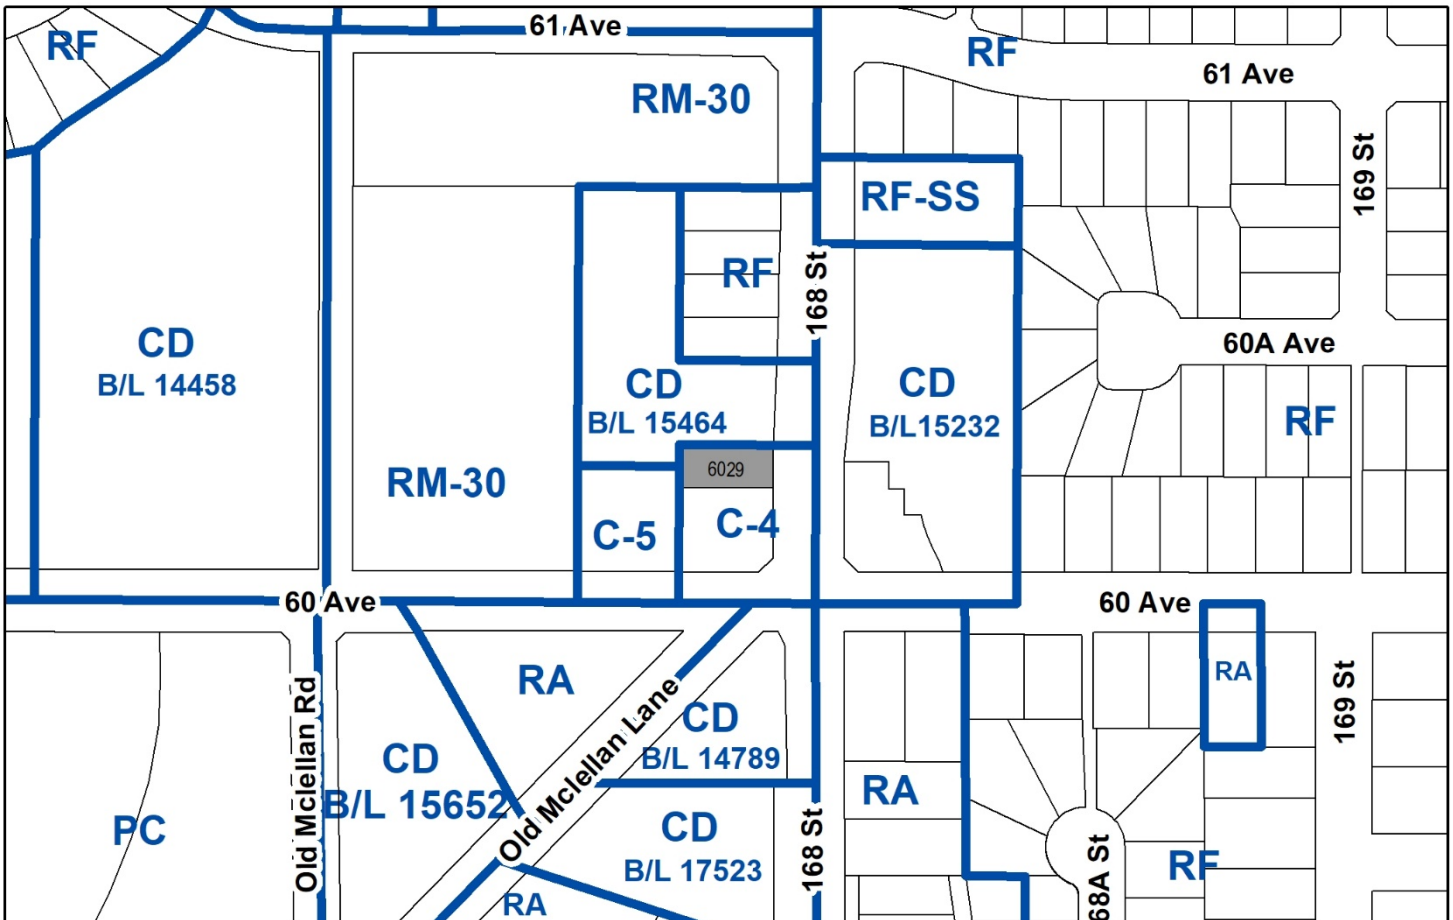 61 Ave
RF
RF
61 Ave
RM-30
169 St
RF-SS
RF
168 St
60A Ave
CD
B/L 14458
CD
B/L 15464
CD
B/L15232
RF
6029
RM-30
C-5
C-4
60 Ave
60 Ave
RA
RA
169 St
Old Mclellan Rd
CD
B/L 15652
Old Mclellan Lane
CD
B/L 14789
RA
PC
CD
B/L 17523
168 St
68A St
RF
RA